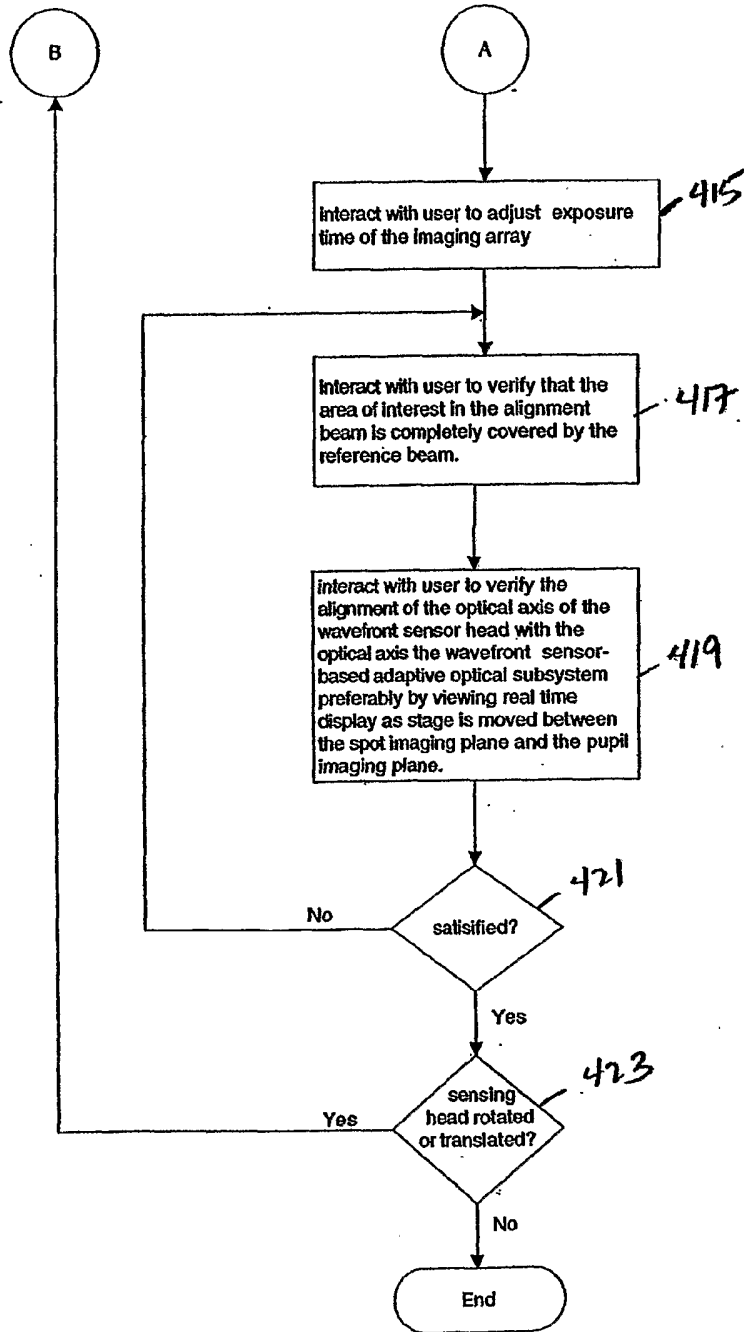 B
A
Interact with user to adjust exposure
time of the imaging array
415
Interact with user to verify that the
area of interest in the alignment
beam is completely covered by the
reference beam.
417
Interact with user to verify the
alignment of the optical axis of the
wavefront sensor head with the
optical axis the wavefront sensor-
based adaptive optical subsystem
preferably by viewing real time
display as stage is moved between
the spot imaging plane and the pupil
imaging plane.
419
satisified?
421
No
Yes
sensing
head rotated
or translated?
423
Yes
No
End